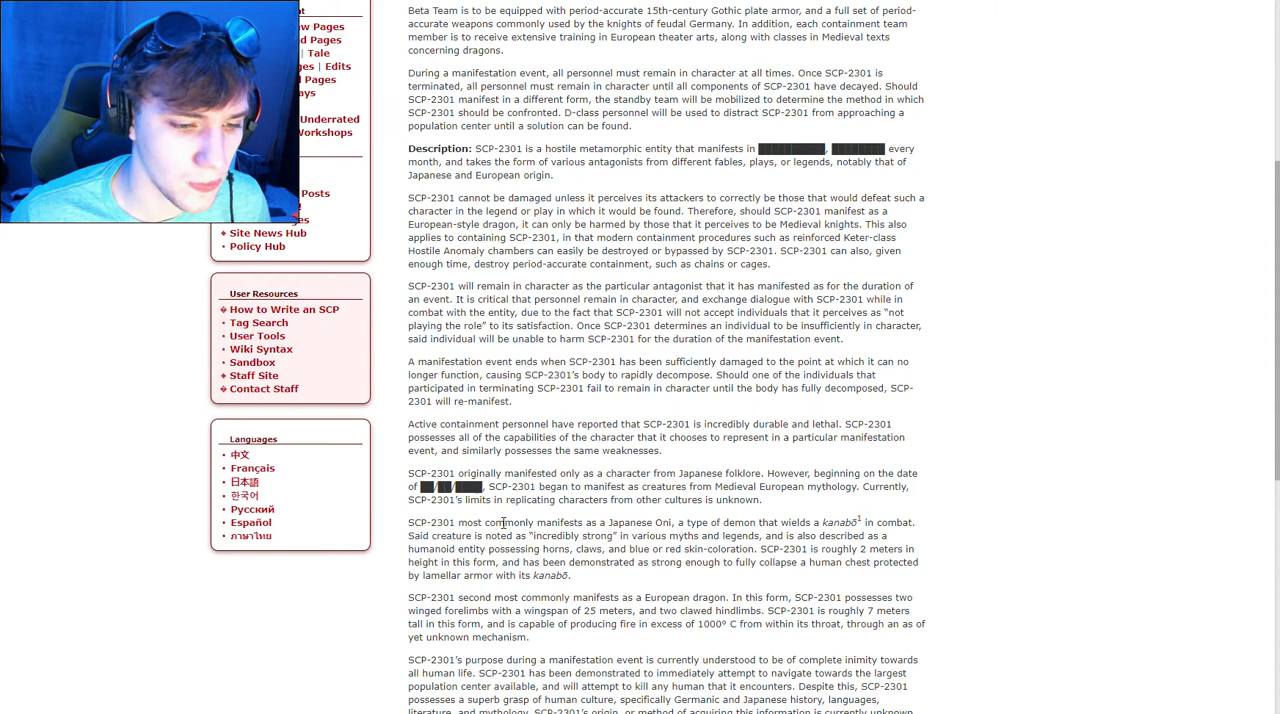 nt
w Pages
d Pages
| Tale
ges | Edits
Pages
ays
Underrated
Workshops
Posts
s
Site News Hub
Policy Hub
User Resources
How to Write an SCP
Tag Search
User Tools
Wiki Syntax
Sandbox
Staff Site
Contact Staff
Languages
中文
Français
日本語
한국어
Русский
Español
ภาษาไทย
Beta Team is to be equipped with period-accurate 15th-century Gothic plate armor, and a full set of period-
accurate weapons commonly used by the knights of feudal Germany. In addition, each containment team
member is to receive extensive training in European theater arts, along with classes in Medieval texts
concerning dragons.
During a manifestation event, all personnel must remain in character at all times. Once SCP-2301 is
terminated, all personnel must remain in character until all components of SCP-2301 have decayed. Should
SCP-2301 manifest in a different form, the standby team will be mobilized to determine the method in which
SCP-2301 should be confronted. D-class personnel will be used to distract SCP-2301 from approaching a
population center until a solution can be found.
Description: SCP-2301 is a hostile metamorphic entity that manifests in ██████████, ████████ every
month, and takes the form of various antagonists from different fables, plays, or legends, notably that of
Japanese and European origin.
SCP-2301 cannot be damaged unless it perceives its attackers to correctly be those that would defeat such a
character in the legend or play in which it would be found. Therefore, should SCP-2301 manifest as a
European-style dragon, it can only be harmed by those that it perceives to be Medieval knights. This also
applies to containing SCP-2301, in that modern containment procedures such as reinforced Keter-class
Hostile Anomaly chambers can easily be destroyed or bypassed by SCP-2301. SCP-2301 can also, given
enough time, destroy period-accurate containment, such as chains or cages.
SCP-2301 will remain in character as the particular antagonist that it has manifested as for the duration of
an event. It is critical that personnel remain in character, and exchange dialogue with SCP-2301 while in
combat with the entity, due to the fact that SCP-2301 will not accept individuals that it perceives as “not
playing the role” to its satisfaction. Once SCP-2301 determines an individual to be insufficiently in character,
said individual will be unable to harm SCP-2301 for the duration of the manifestation event.
A manifestation event ends when SCP-2301 has been sufficiently damaged to the point at which it can no
longer function, causing SCP-2301’s body to rapidly decompose. Should one of the individuals that
participated in terminating SCP-2301 fail to remain in character until the body has fully decomposed, SCP-
2301 will re-manifest.
Active containment personnel have reported that SCP-2301 is incredibly durable and lethal. SCP-2301
possesses all of the capabilities of the character that it chooses to represent in a particular manifestation
event, and similarly possesses the same weaknesses.
SCP-2301 originally manifested only as a character from Japanese folklore. However, beginning on the date
of ██/██/████, SCP-2301 began to manifest as creatures from Medieval European mythology. Currently,
SCP-2301’s limits in replicating characters from other cultures is unknown.
SCP-2301 most commonly manifests as a Japanese Oni, a type of demon that wields a kanabō1 in combat.
Said creature is noted as “incredibly strong” in various myths and legends, and is also described as a
humanoid entity possessing horns, claws, and blue or red skin-coloration. SCP-2301 is roughly 2 meters in
height in this form, and has been demonstrated as strong enough to fully collapse a human chest protected
by lamellar armor with its kanabō.
SCP-2301 second most commonly manifests as a European dragon. In this form, SCP-2301 possesses two
winged forelimbs with a wingspan of 25 meters, and two clawed hindlimbs. SCP-2301 is roughly 7 meters
tall in this form, and is capable of producing fire in excess of 1000° C from within its throat, through an as of
yet unknown mechanism.
SCP-2301’s purpose during a manifestation event is currently understood to be of complete inimity towards
all human life. SCP-2301 has been demonstrated to immediately attempt to navigate towards the largest
population center available, and will attempt to kill any human that it encounters. Despite this, SCP-2301
possesses a superb grasp of human culture, specifically Germanic and Japanese history, languages,
literature, and mythology. SCP-2301’s origin, or method of acquiring this information is currently unknown.